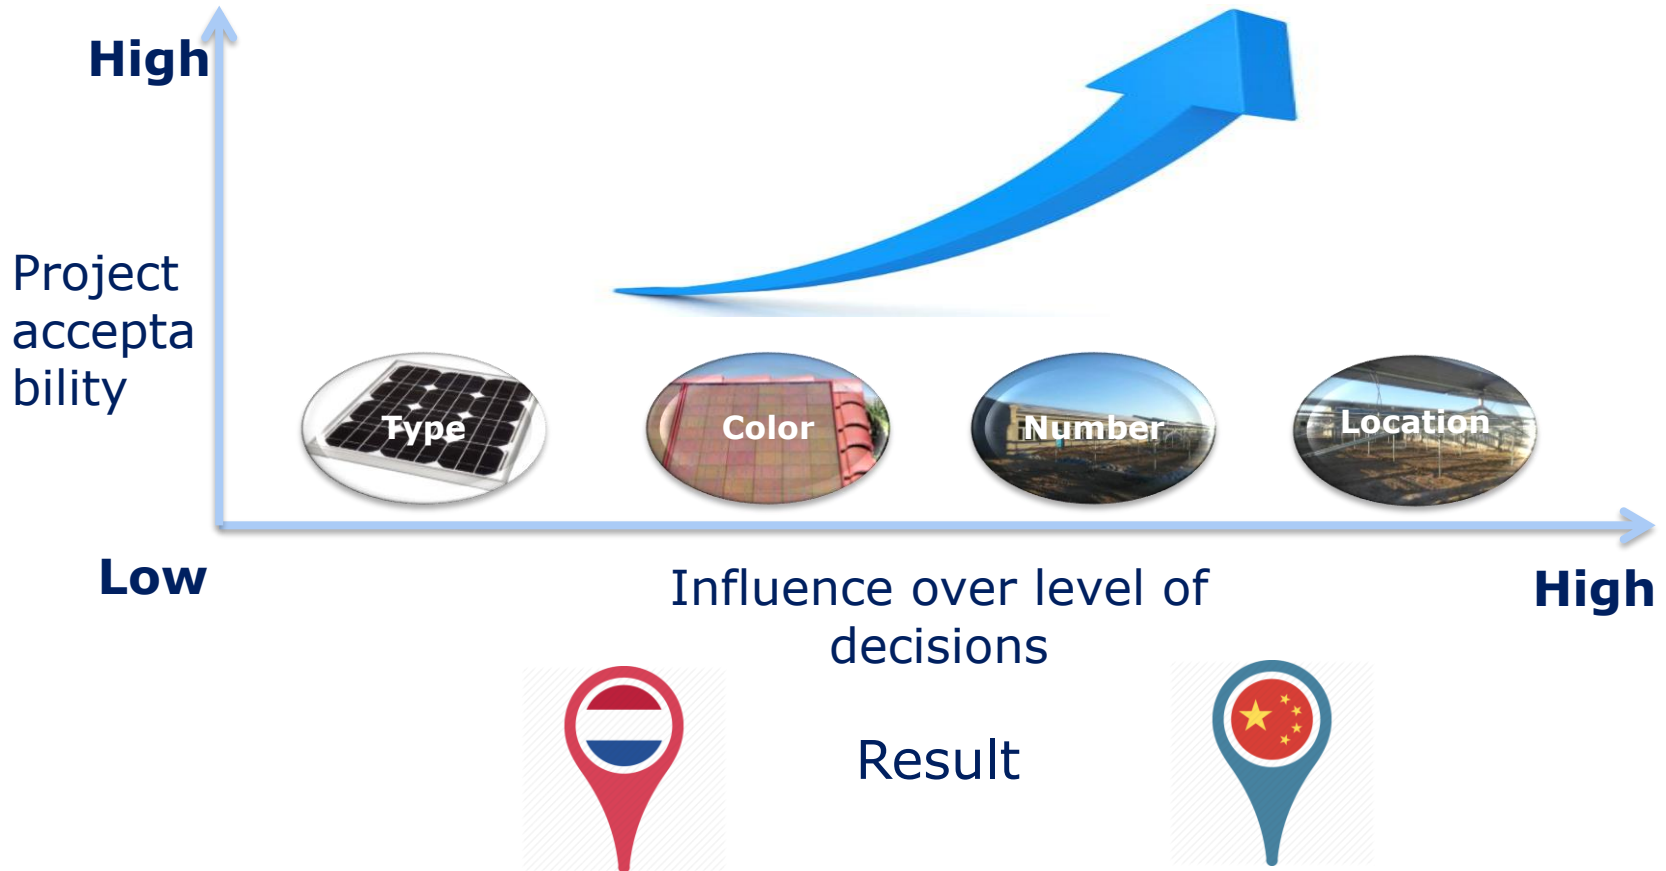 High
Project
accepta
bility
Type
Color
Number
Location
Low
Influence over level of
decisions
High
Result